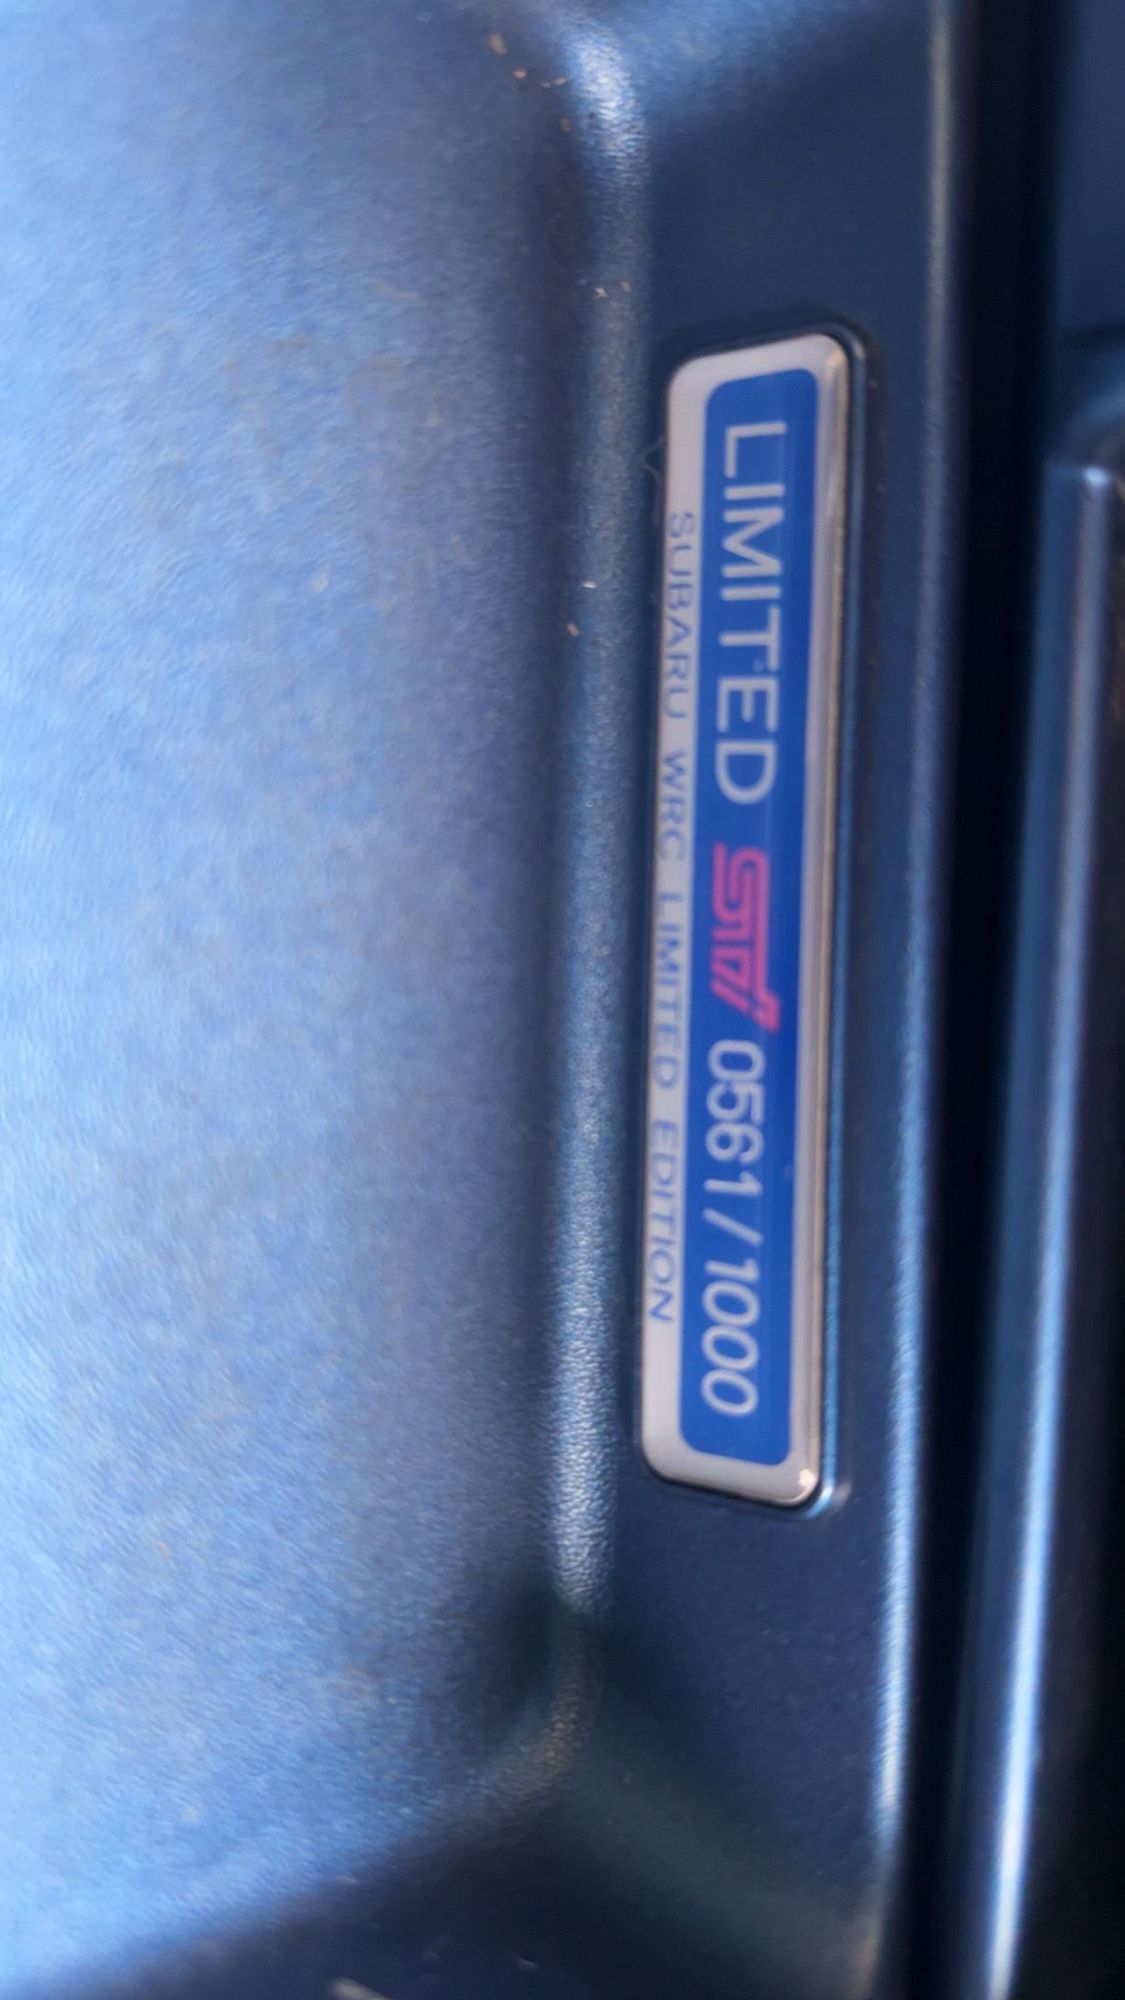 LIMITED STi 0561/1000
SUBARU WRC LIMITED EDITION